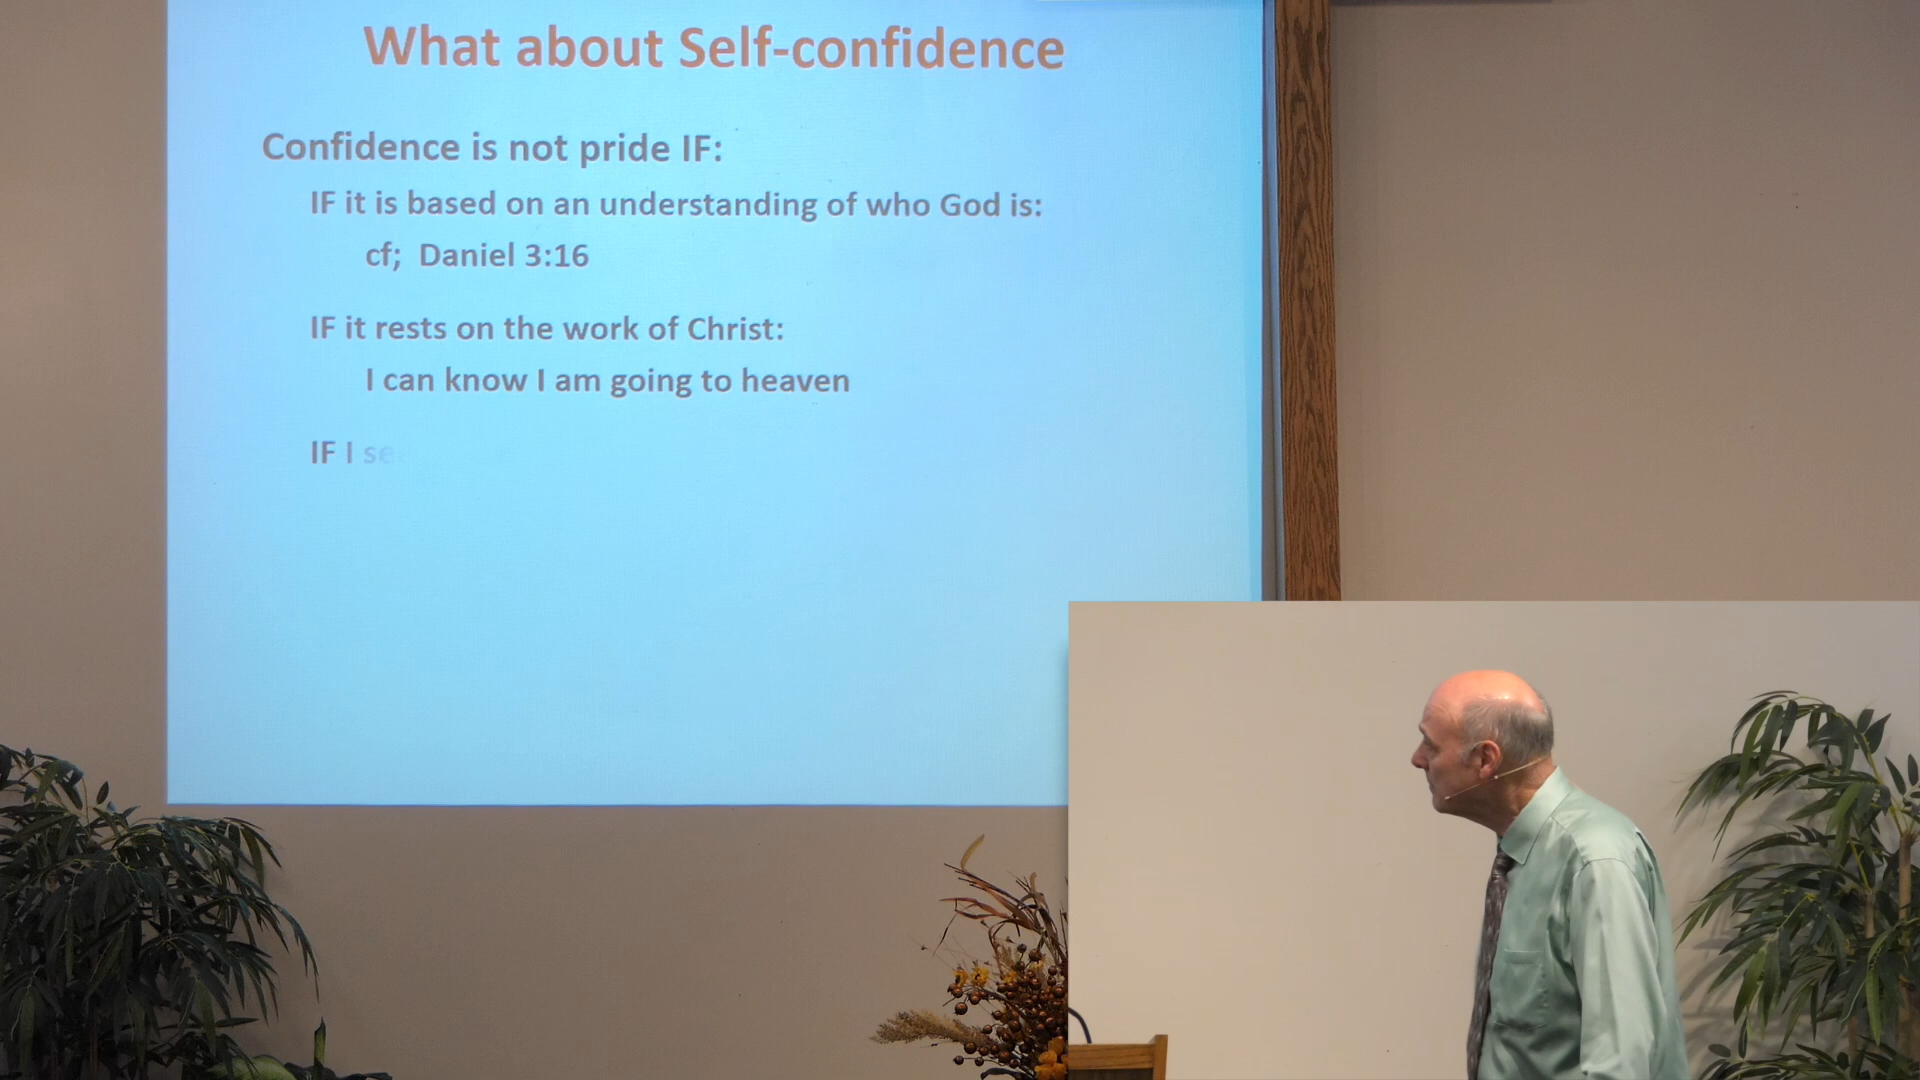 What about Self-confidence
Confidence is not pride IF:
IF it is based on an understanding of who God is:
cf; Daniel 3:16
IF it rests on the work of Christ:
I can know I am going to heaven
IF I